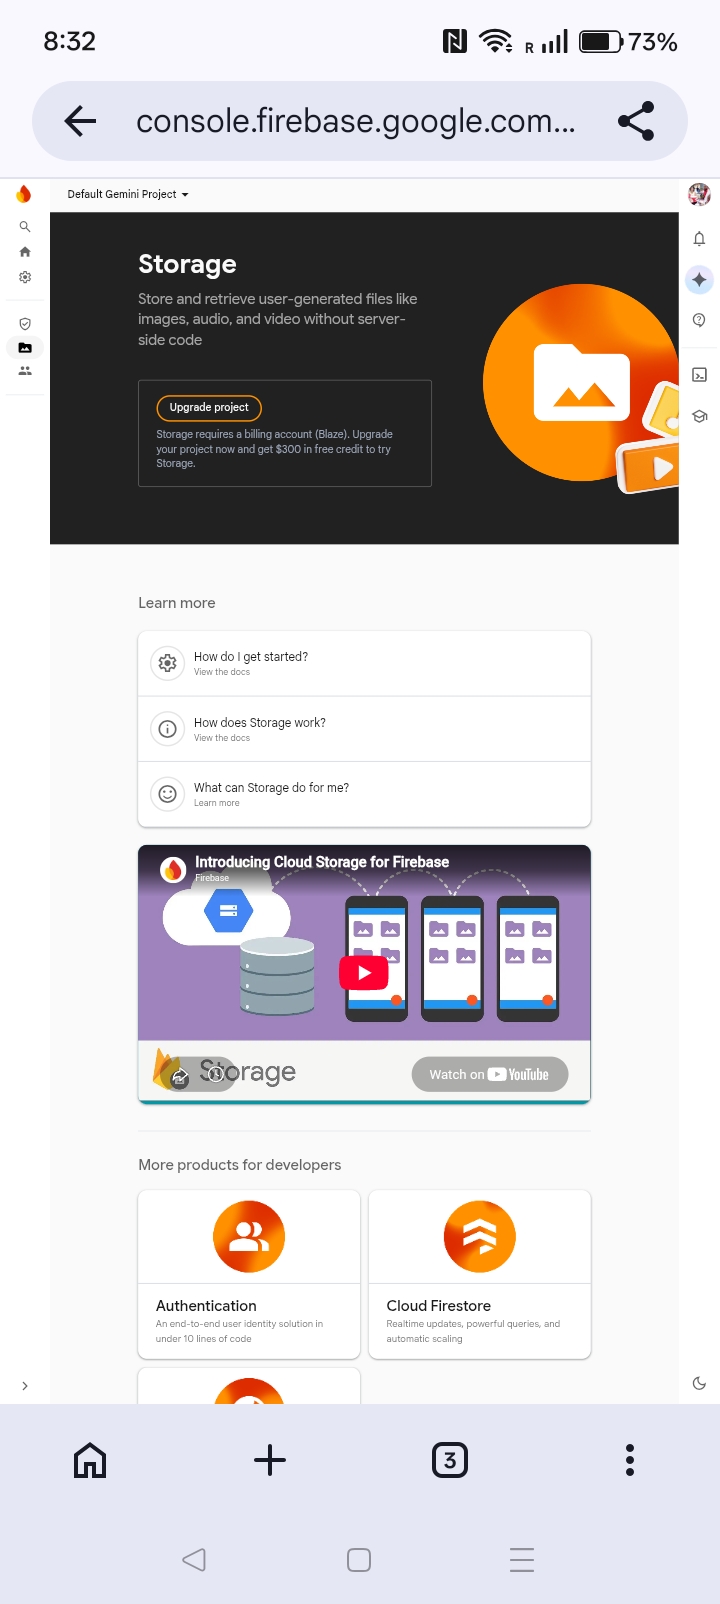 8:32
R
73%
console.firebase.google.com...
Default Gemini Project
Storage
Store and retrieve user-generated files like
images, audio, and video without server-
side code
Upgrade project
Storage requires a billing account (Blaze). Upgrade
your project now and get $300 in free credit to try
Storage.
Learn more
How do I get started?
View the docs
How does Storage work?
View the docs
What can Storage do for me?
Learn more
Introducing Cloud Storage for Firebase
Firebase
Storage
Watch on YouTube
More products for developers
Authentication
An end-to-end user identity solution in
under 10 lines of code
Cloud Firestore
Realtime updates, powerful queries, and
automatic scaling
3